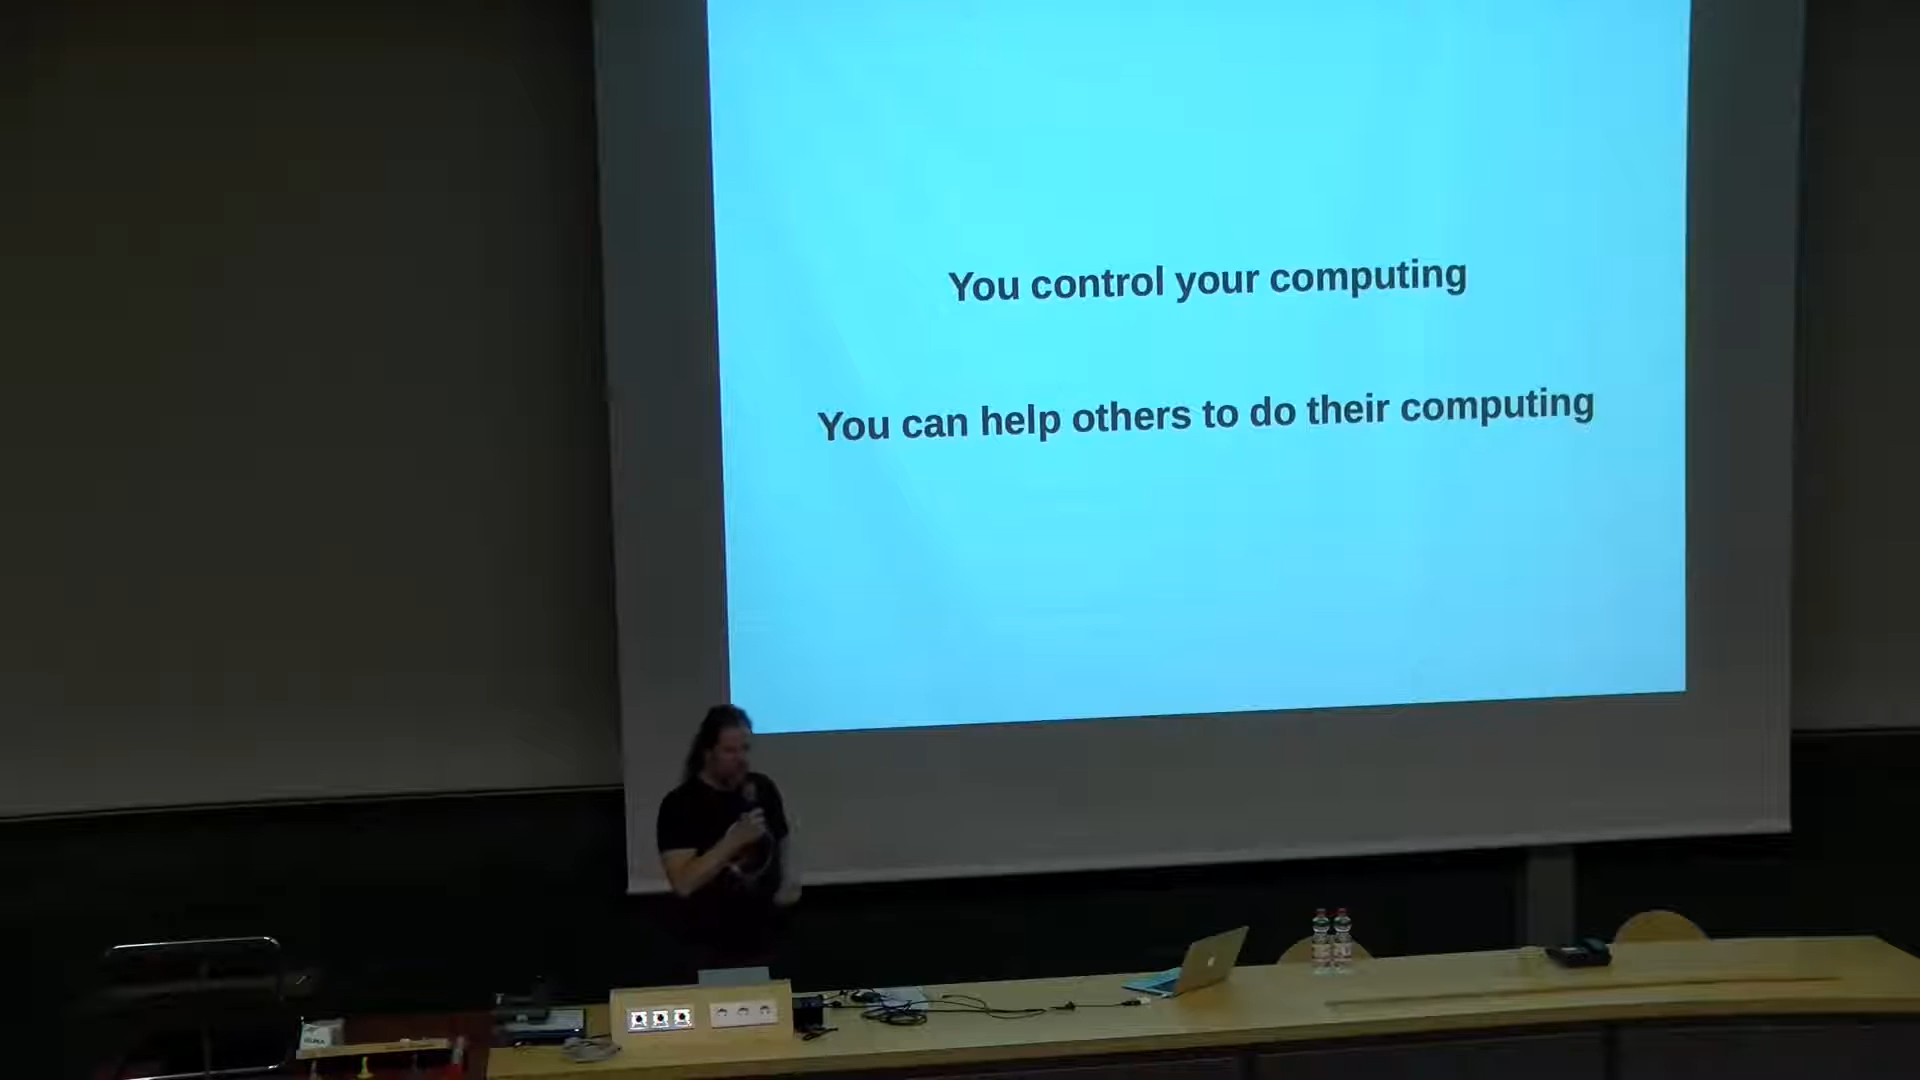 You control your computing
You can help others to do their computing